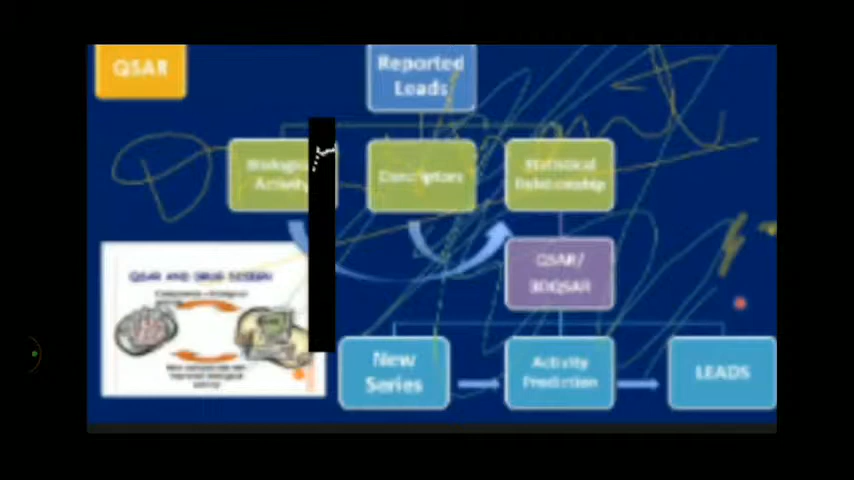 QSAR
Reported
Leads
Biological
Activity
Descriptors
Statistical
Relationship
QSAR/
3DQSAR
QSAR AND DRUG DESIGN
New
Series
Activity
Prediction
LEADS